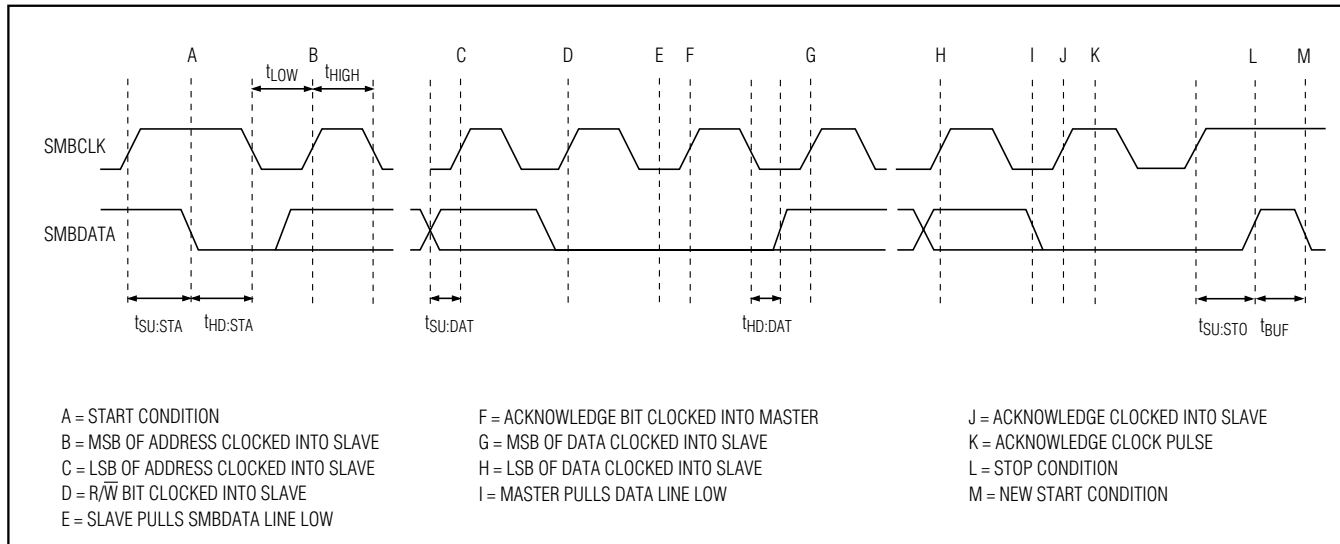 A B C D E F G H I J K L M
tLOW tHIGH
SMBCLK
SMBDATA
tSU:STA tHD:STA tSU:DAT tHD:DAT tSU:STO tBUF
A = START CONDITION
B = MSB OF ADDRESS CLOCKED INTO SLAVE
C = LSB OF ADDRESS CLOCKED INTO SLAVE
D = R/W̅ BIT CLOCKED INTO SLAVE
E = SLAVE PULLS SMBDATA LINE LOW
F = ACKNOWLEDGE BIT CLOCKED INTO MASTER
G = MSB OF DATA CLOCKED INTO SLAVE
H = LSB OF DATA CLOCKED INTO SLAVE
I = MASTER PULLS DATA LINE LOW
J = ACKNOWLEDGE CLOCKED INTO SLAVE
K = ACKNOWLEDGE CLOCK PULSE
L = STOP CONDITION
M = NEW START CONDITION